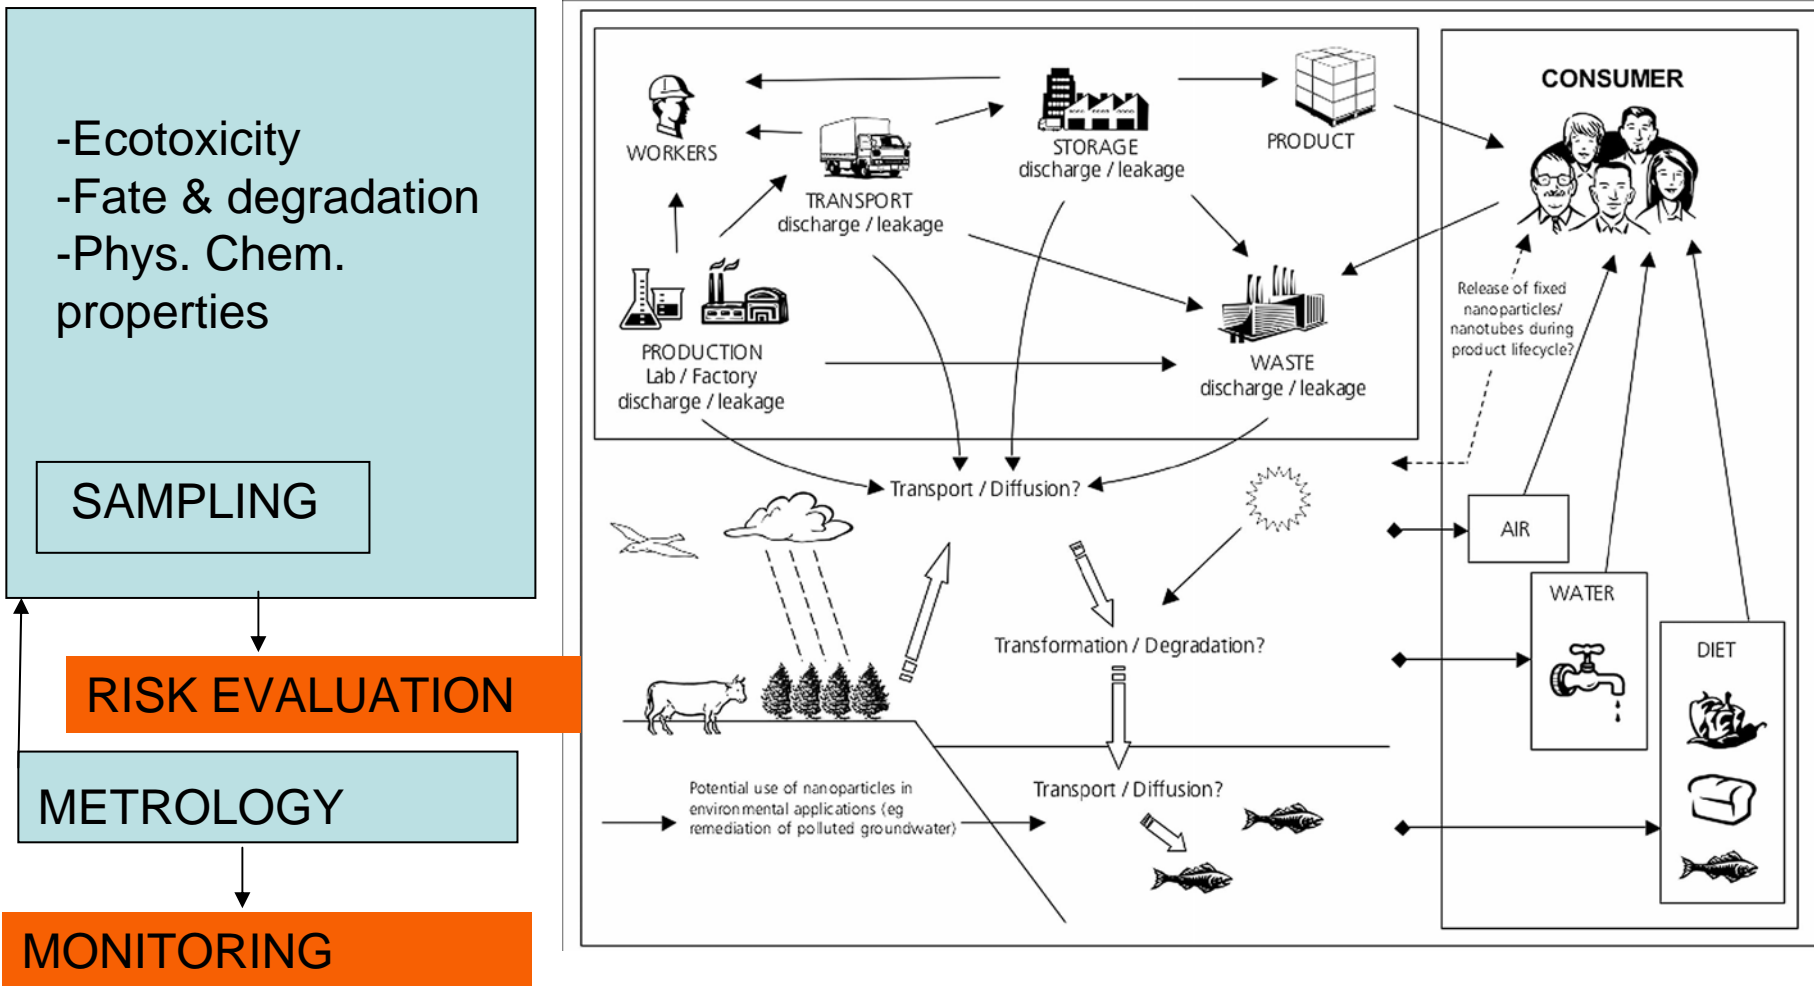 -Ecotoxicity
-Fate & degradation
-Phys. Chem.
properties
SAMPLING
RISK EVALUATION
METROLOGY
MONITORING
WORKERS
TRANSPORT
discharge / leakage
STORAGE
discharge / leakage
PRODUCT
PRODUCTION
Lab / Factory
discharge / leakage
WASTE
discharge / leakage
CONSUMER
Release of fixed
nanoparticles/
nanotubes during
product lifecycle?
Transport / Diffusion?
AIR
WATER
DIET
Transformation / Degradation?
Potential use of nanoparticles in
environmental applications (eg
remediation of polluted groundwater)
Transport / Diffusion?